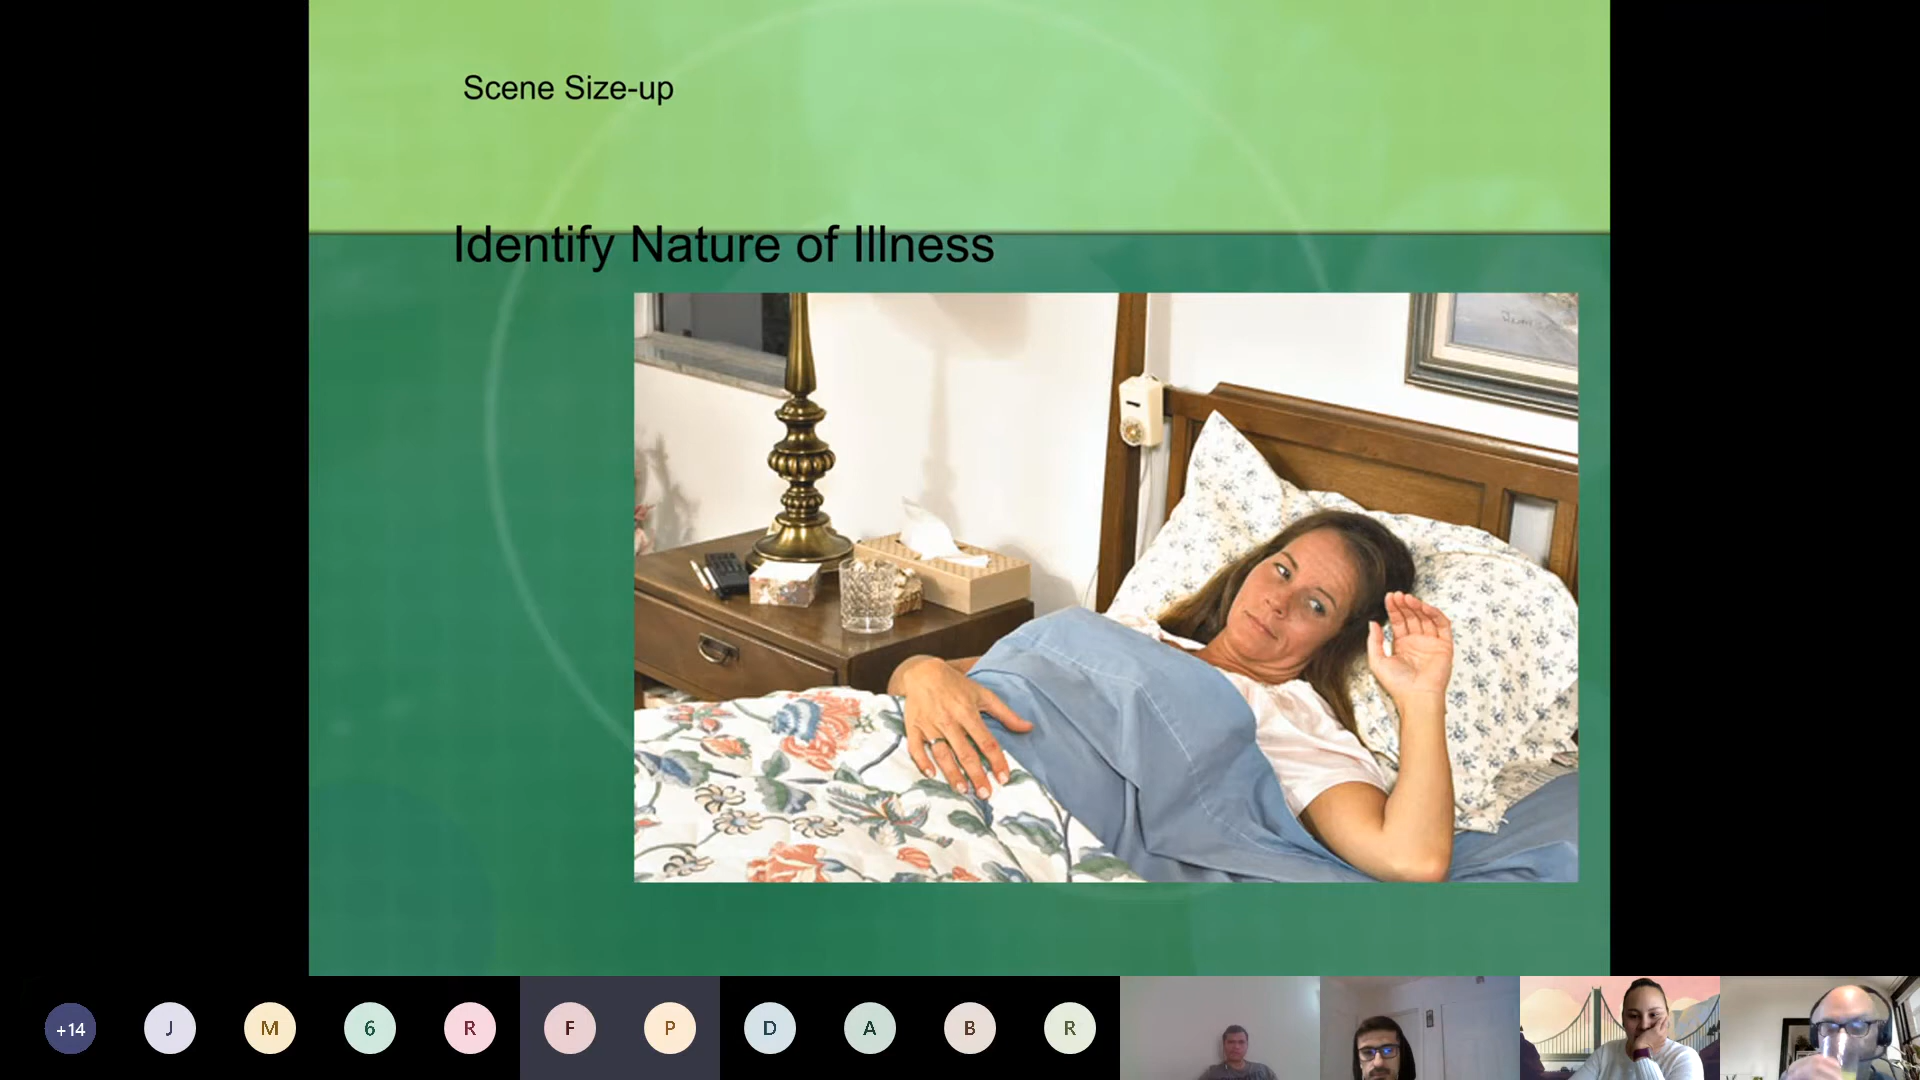 Scene Size-up
Identify Nature of Illness
+14
J
M
6
R
F
P
D
A
B
R